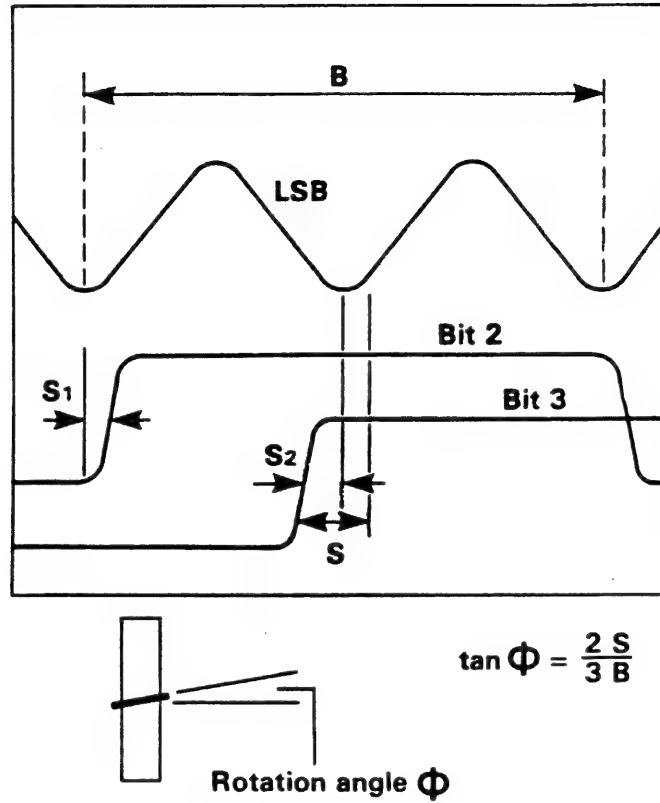 B
LSB
Bit 2
S1
Bit 3
S2
S
tan Φ = 2 S / 3 B
Rotation angle Φ